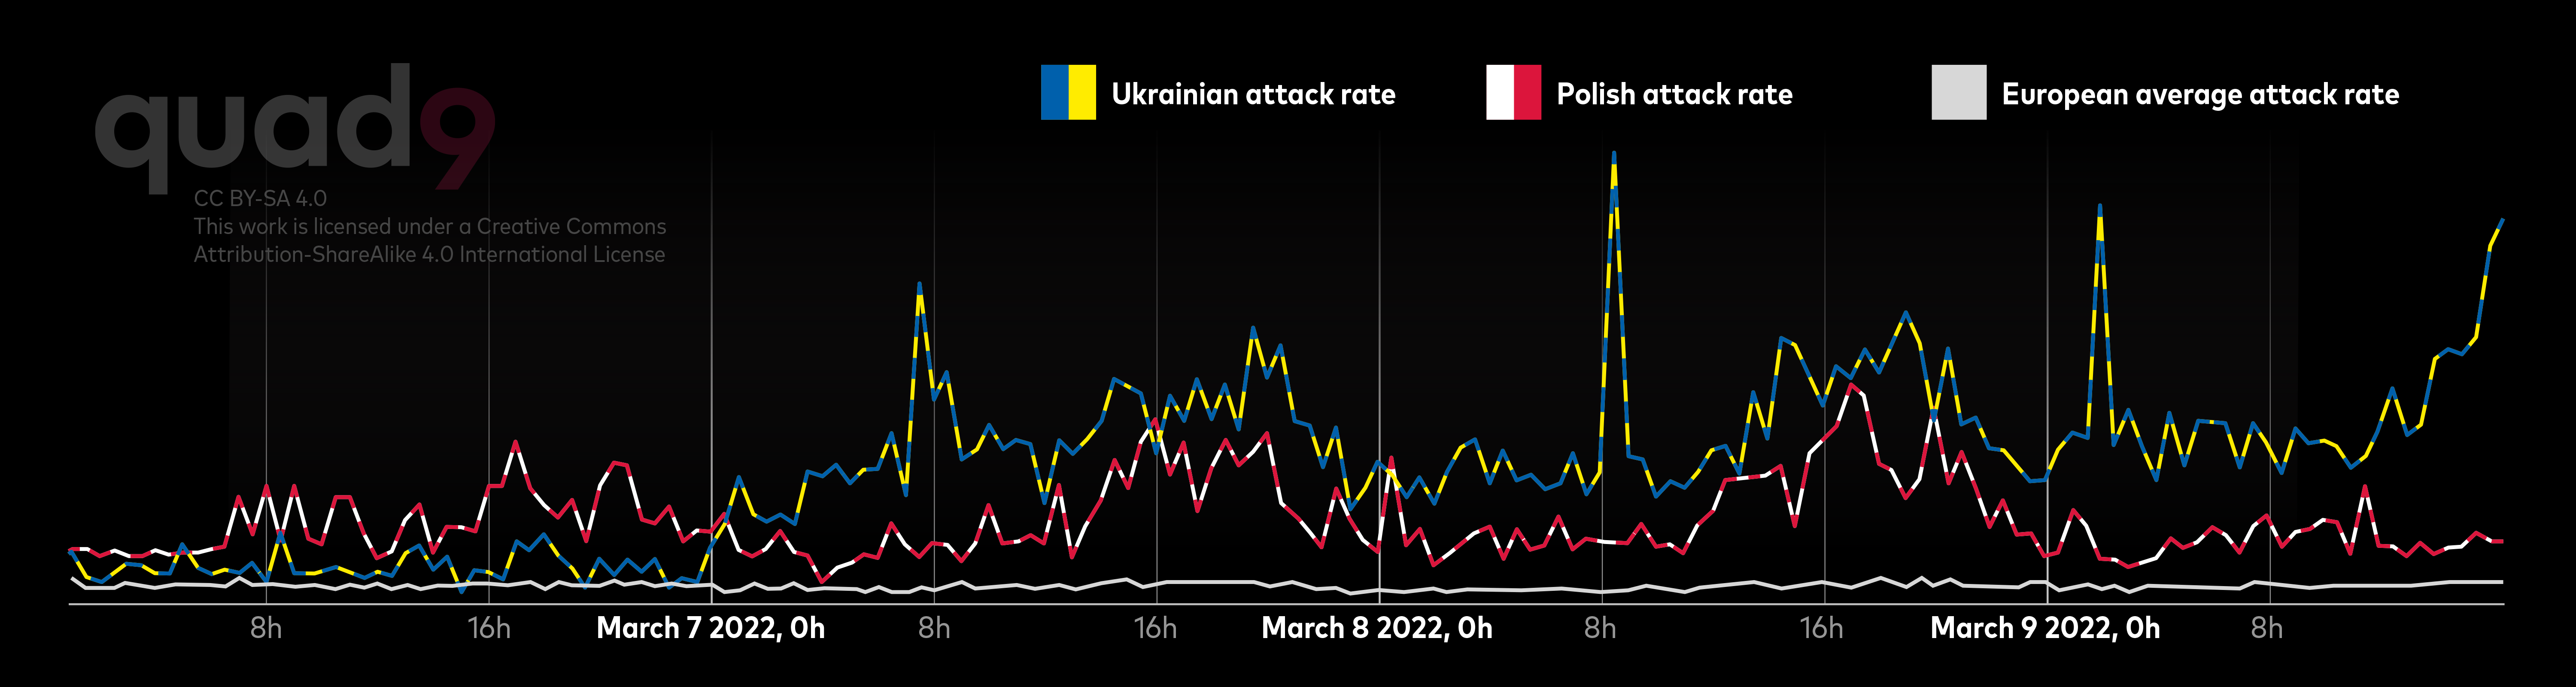 quad9
CC BY-SA 4.0
This work is licensed under a Creative Commons
Attribution-ShareAlike 4.0 International License
Ukrainian attack rate
Polish attack rate
European average attack rate
8h
16h
March 7 2022, 0h
8h
16h
March 8 2022, 0h
8h
16h
March 9 2022, 0h
8h